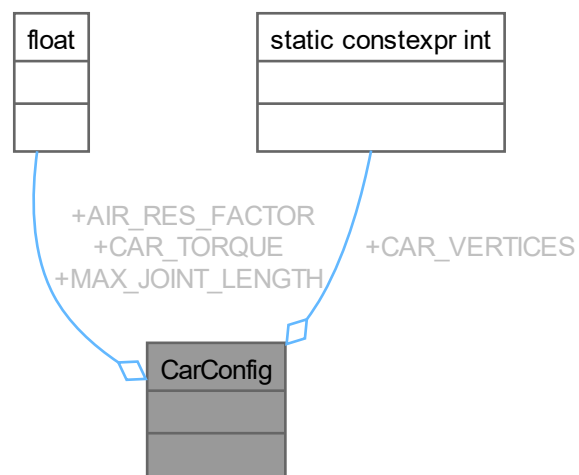 float
static constexpr int
+AIR_RES_FACTOR
+CAR_TORQUE
+MAX_JOINT_LENGTH
+CAR_VERTICES
CarConfig